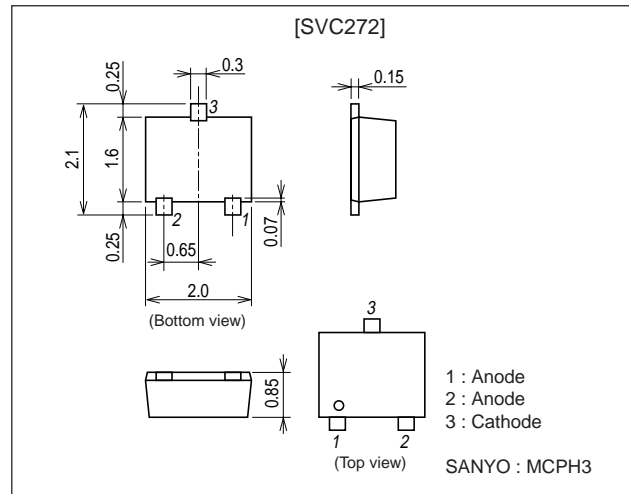 [SVC272]
0.25
0.3
0.15
3
2.1
1.6
0.25
2
1
0.07
0.65
2.0
(Bottom view)
3
0.85
1 : Anode
2 : Anode
3 : Cathode
1
2
(Top view)
SANYO : MCPH3